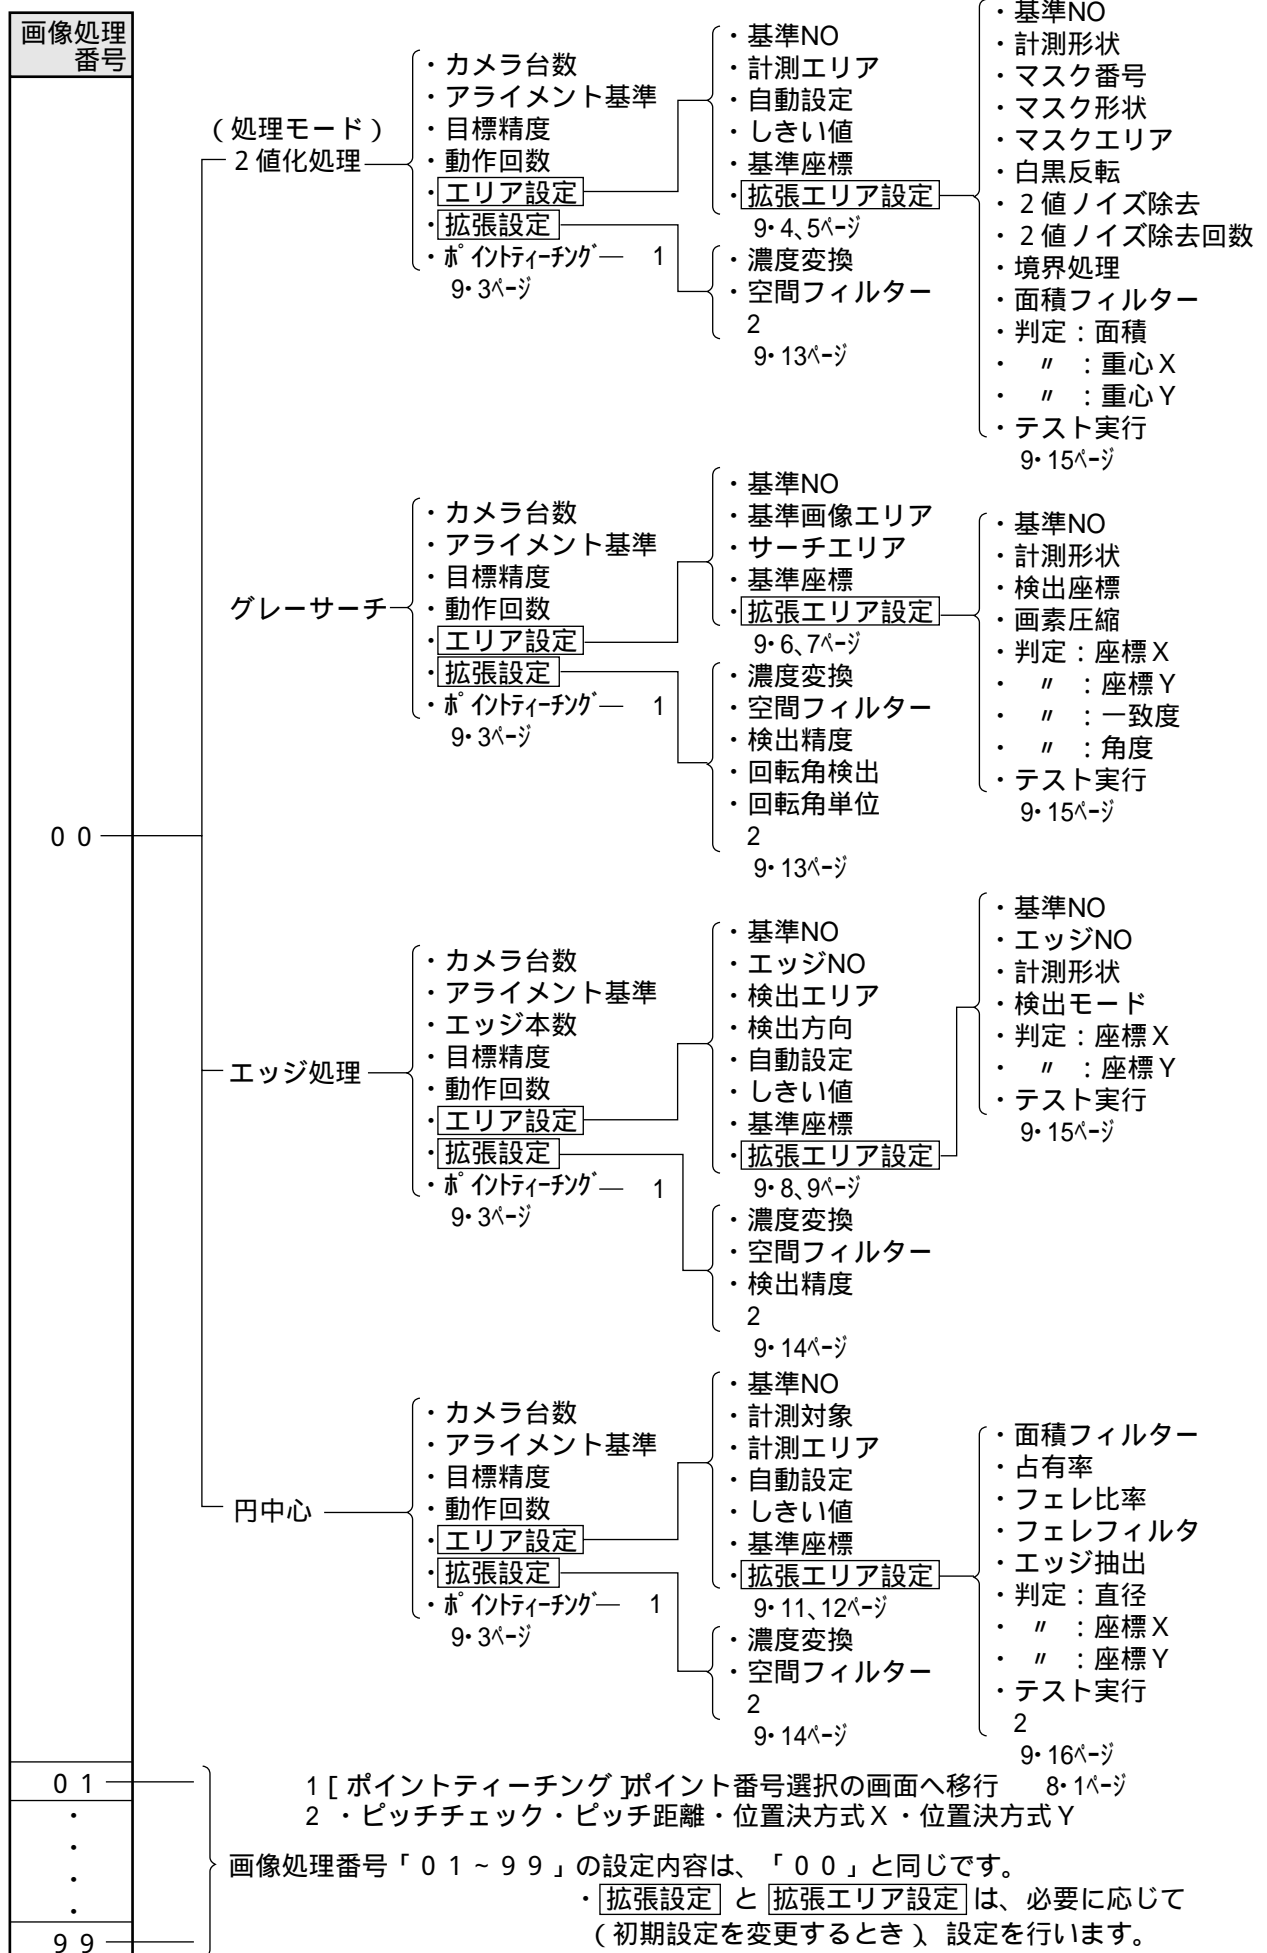 画像処理
番号
００
０１
・
・
・
・
９９
(処理モード)
２値化処理
・カメラ台数
・アライメント基準
・目標精度
・動作回数
・エリア設定
・拡張設定
・ﾎﾟｲﾝﾄﾃｨｰﾁﾝｸﾞ— 1
9・3ﾍﾟｰｼﾞ
・基準NO
・計測エリア
・自動設定
・しきい値
・基準座標
・拡張エリア設定
9・4、5ﾍﾟｰｼﾞ
・濃度変換
・空間フィルター
2
9・13ﾍﾟｰｼﾞ
・基準NO
・計測形状
・マスク番号
・マスク形状
・マスクエリア
・白黒反転
・２値ノイズ除去
・２値ノイズ除去回数
・境界処理
・面積フィルター
・判定：面積
・　〃　：重心Ｘ
・　〃　：重心Ｙ
・テスト実行
9・15ﾍﾟｰｼﾞ
グレーサーチ
・カメラ台数
・アライメント基準
・目標精度
・動作回数
・エリア設定
・拡張設定
・ﾎﾟｲﾝﾄﾃｨｰﾁﾝｸﾞ— 1
9・3ﾍﾟｰｼﾞ
・基準NO
・基準画像エリア
・サーチエリア
・基準座標
・拡張エリア設定
9・6、7ﾍﾟｰｼﾞ
・濃度変換
・空間フィルター
・検出精度
・回転角検出
・回転角単位
2
9・13ﾍﾟｰｼﾞ
・基準NO
・計測形状
・検出座標
・画素圧縮
・判定：座標Ｘ
・　〃　：座標Ｙ
・　〃　：一致度
・　〃　：角度
・テスト実行
9・15ﾍﾟｰｼﾞ
エッジ処理
・カメラ台数
・アライメント基準
・エッジ本数
・目標精度
・動作回数
・エリア設定
・拡張設定
・ﾎﾟｲﾝﾄﾃｨｰﾁﾝｸﾞ— 1
9・3ﾍﾟｰｼﾞ
・基準NO
・エッジNO
・検出エリア
・検出方向
・自動設定
・しきい値
・基準座標
・拡張エリア設定
9・8、9ﾍﾟｰｼﾞ
・濃度変換
・空間フィルター
・検出精度
2
9・14ﾍﾟｰｼﾞ
・基準NO
・エッジNO
・計測形状
・検出モード
・判定：座標Ｘ
・　〃　：座標Ｙ
・テスト実行
9・15ﾍﾟｰｼﾞ
円中心
・カメラ台数
・アライメント基準
・目標精度
・動作回数
・エリア設定
・拡張設定
・ﾎﾟｲﾝﾄﾃｨｰﾁﾝｸﾞ— 1
9・3ﾍﾟｰｼﾞ
・基準NO
・計測対象
・計測エリア
・自動設定
・しきい値
・基準座標
・拡張エリア設定
9・11、12ﾍﾟｰｼﾞ
・濃度変換
・空間フィルター
2
9・14ﾍﾟｰｼﾞ
・面積フィルター
・占有率
・フェレ比率
・フェレフィルタ
・エッジ抽出
・判定：直径
・　〃　：座標Ｘ
・　〃　：座標Ｙ
・テスト実行
2
9・16ﾍﾟｰｼﾞ
1 [ポイントティーチング]ポイント番号選択の画面へ移行　8・1ﾍﾟｰｼﾞ
2 ・ピッチチェック・ピッチ距離・位置決方式Ｘ・位置決方式Ｙ
画像処理番号「０１~９９」の設定内容は、「００」と同じです。
・拡張設定 と 拡張エリア設定 は、必要に応じて
(初期設定を変更するとき)、設定を行います。